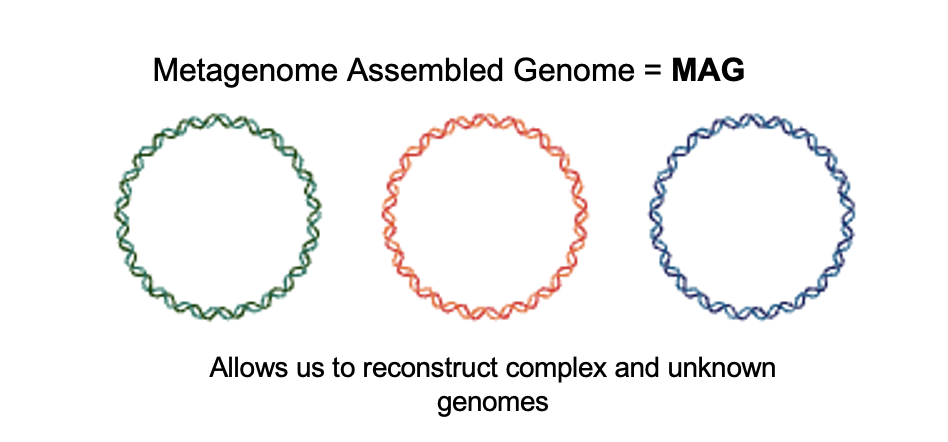 Metagenome Assembled Genome = MAG
Allows us to reconstruct complex and unknown
genomes